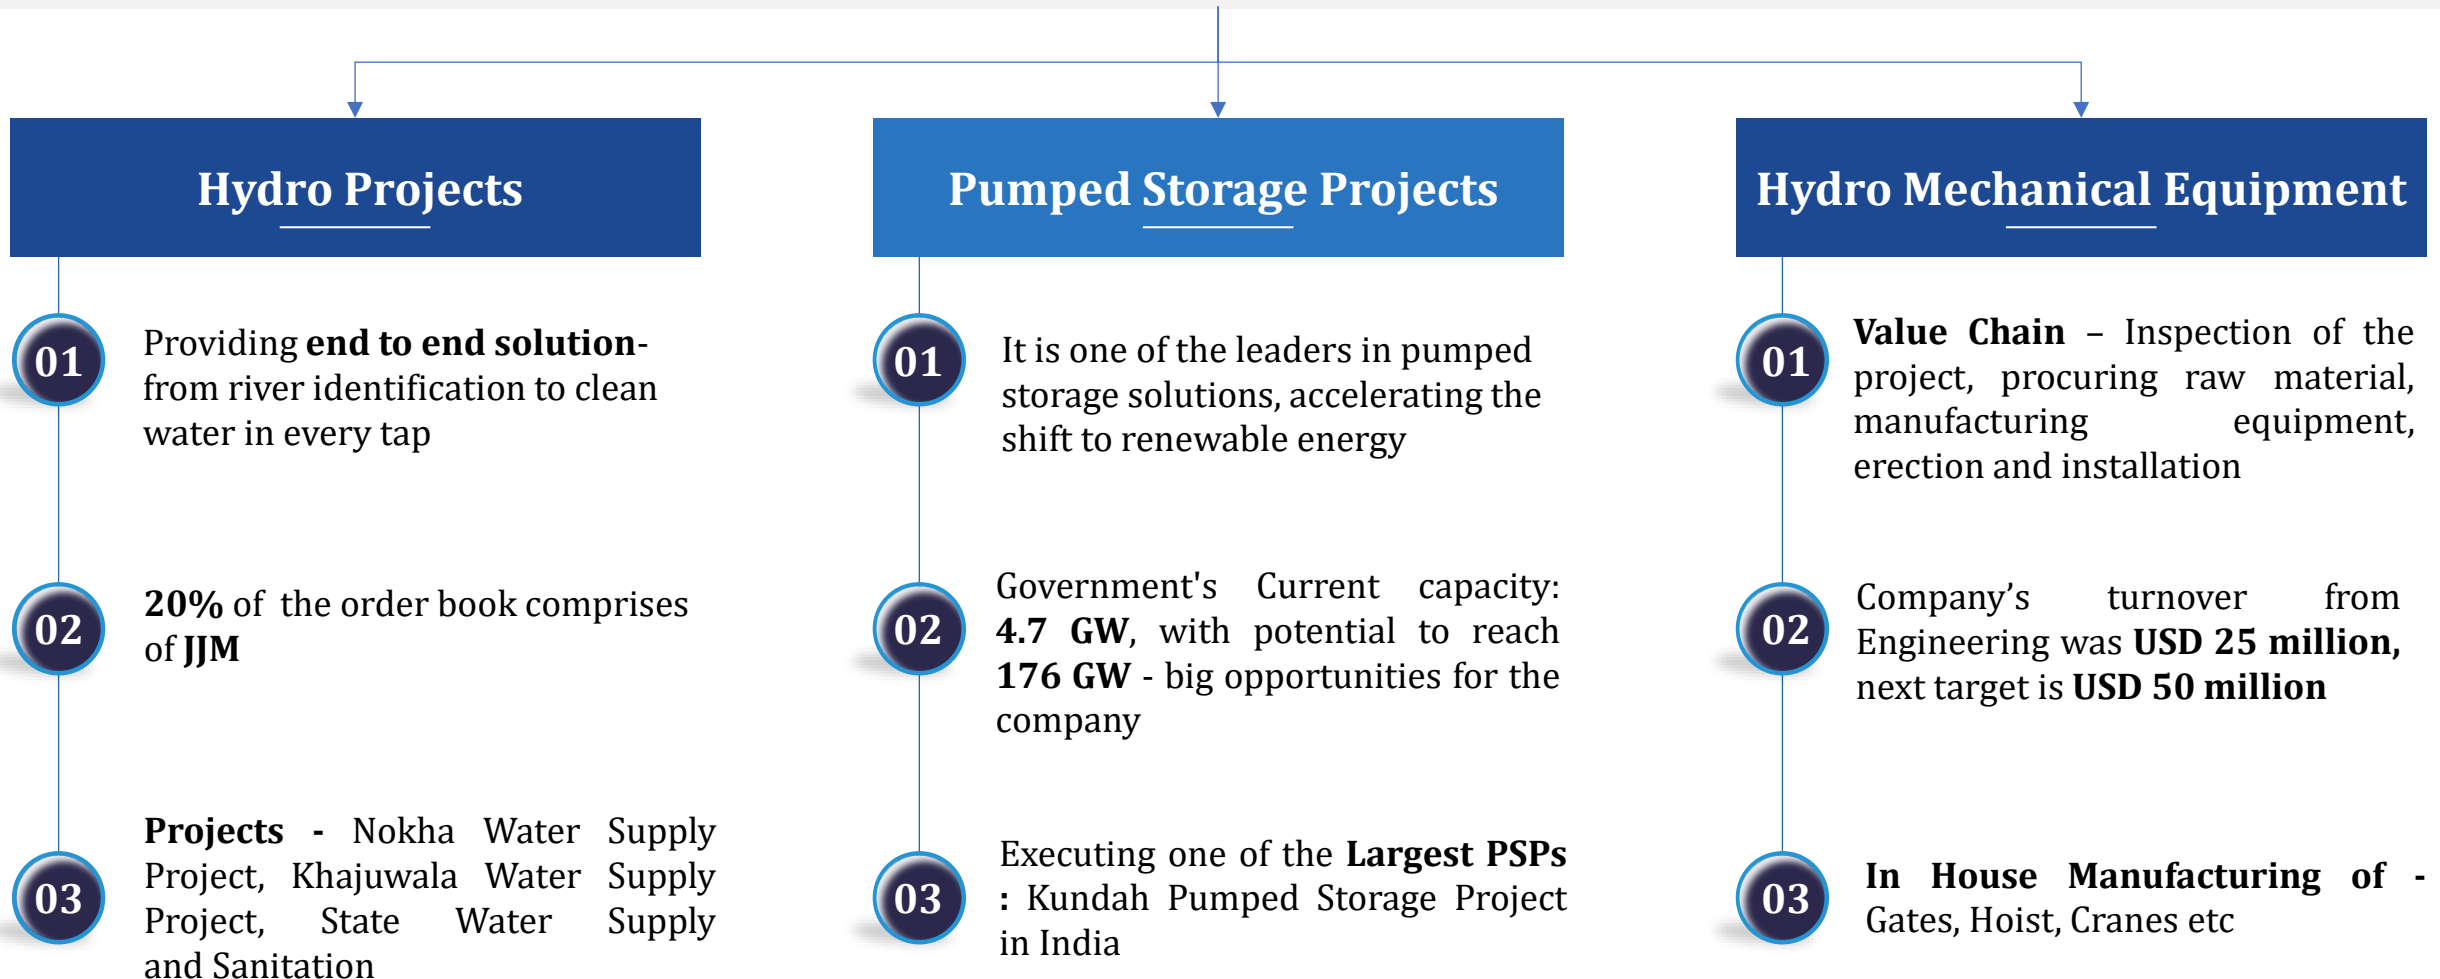 Hydro Projects
01
Providing end to end solution-
from river identification to clean
water in every tap
02
20% of the order book comprises
of JJM
03
Projects - Nokha Water Supply
Project, Khajuwala Water Supply
Project, State Water Supply
and Sanitation
Pumped Storage Projects
01
It is one of the leaders in pumped
storage solutions, accelerating the
shift to renewable energy
02
Government's Current capacity:
4.7 GW, with potential to reach
176 GW - big opportunities for the
company
03
Executing one of the Largest PSPs
: Kundah Pumped Storage Project
in India
Hydro Mechanical Equipment
01
Value Chain – Inspection of the
project, procuring raw material,
manufacturing equipment,
erection and installation
02
Company’s turnover from
Engineering was USD 25 million,
next target is USD 50 million
03
In House Manufacturing of -
Gates, Hoist, Cranes etc